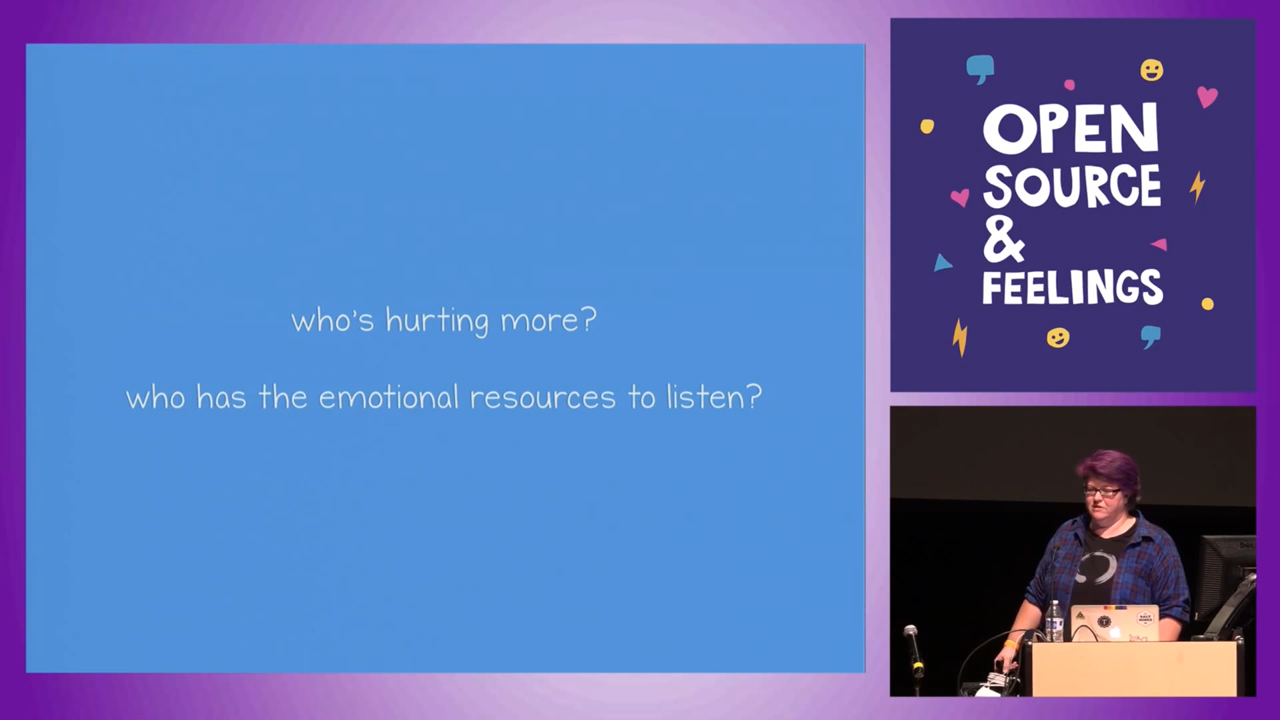 who's hurting more?
who has the emotional resources to listen?
OPEN
SOURCE
&
FEELINGS